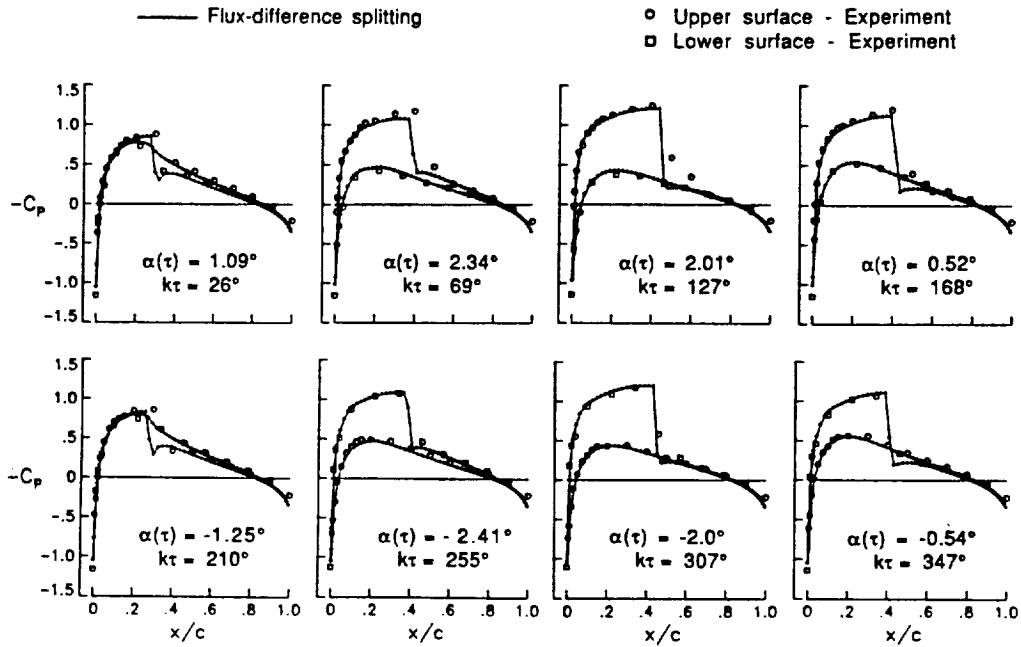 Flux-difference splitting
Upper surface - Experiment
Lower surface - Experiment
1.5
1.0
.5
0
-.5
-1.0
-1.5
-Cp
α(τ) = 1.09°
kτ = 26°
α(τ) = 2.34°
kτ = 69°
α(τ) = 2.01°
kτ = 127°
α(τ) = 0.52°
kτ = 168°
1.5
1.0
.5
0
-.5
-1.0
-1.5
-Cp
α(τ) = -1.25°
kτ = 210°
α(τ) = - 2.41°
kτ = 255°
α(τ) = -2.0°
kτ = 307°
α(τ) = -0.54°
kτ = 347°
0 .2 .4 .6 .8 1.0
0 .2 .4 .6 .8 1.0
0 .2 .4 .6 .8 1.0
0 .2 .4 .6 .8 1.0
x/c
x/c
x/c
x/c